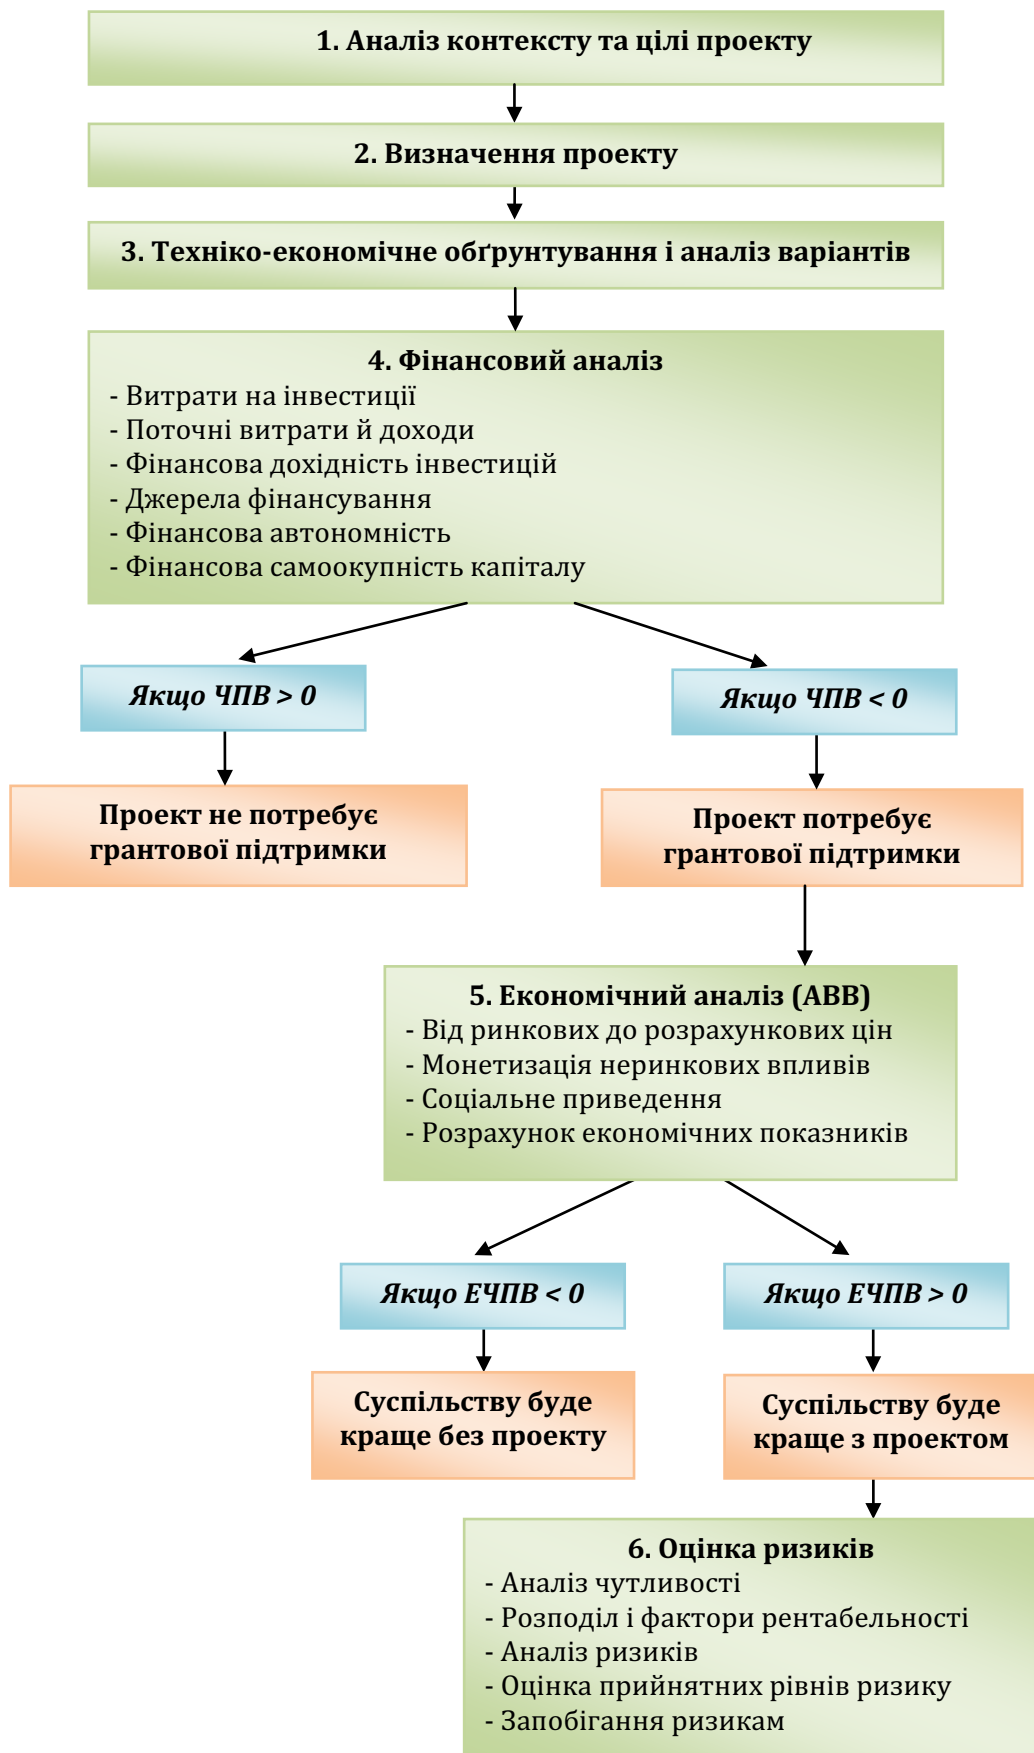 1. Аналіз контексту та цілі проекту
2. Визначення проекту
3. Техніко-економічне обґрунтування і аналіз варіантів
4. Фінансовий аналіз
- Витрати на інвестиції
- Поточні витрати й доходи
- Фінансова дохідність інвестицій
- Джерела фінансування
- Фінансова автономність
- Фінансова самоокупність капіталу
Якщо ЧПВ > 0
Якщо ЧПВ < 0
Проект не потребує
грантової підтримки
Проект потребує
грантової підтримки
5. Економічний аналіз (АВВ)
- Від ринкових до розрахункових цін
- Монетизація неринкових впливів
- Соціальне приведення
- Розрахунок економічних показників
Якщо ЕЧПВ < 0
Якщо ЕЧПВ > 0
Суспільству буде
краще без проекту
Суспільству буде
краще з проектом
6. Оцінка ризиків
- Аналіз чутливості
- Розподіл і фактори рентабельності
- Аналіз ризиків
- Оцінка прийнятних рівнів ризику
- Запобігання ризикам